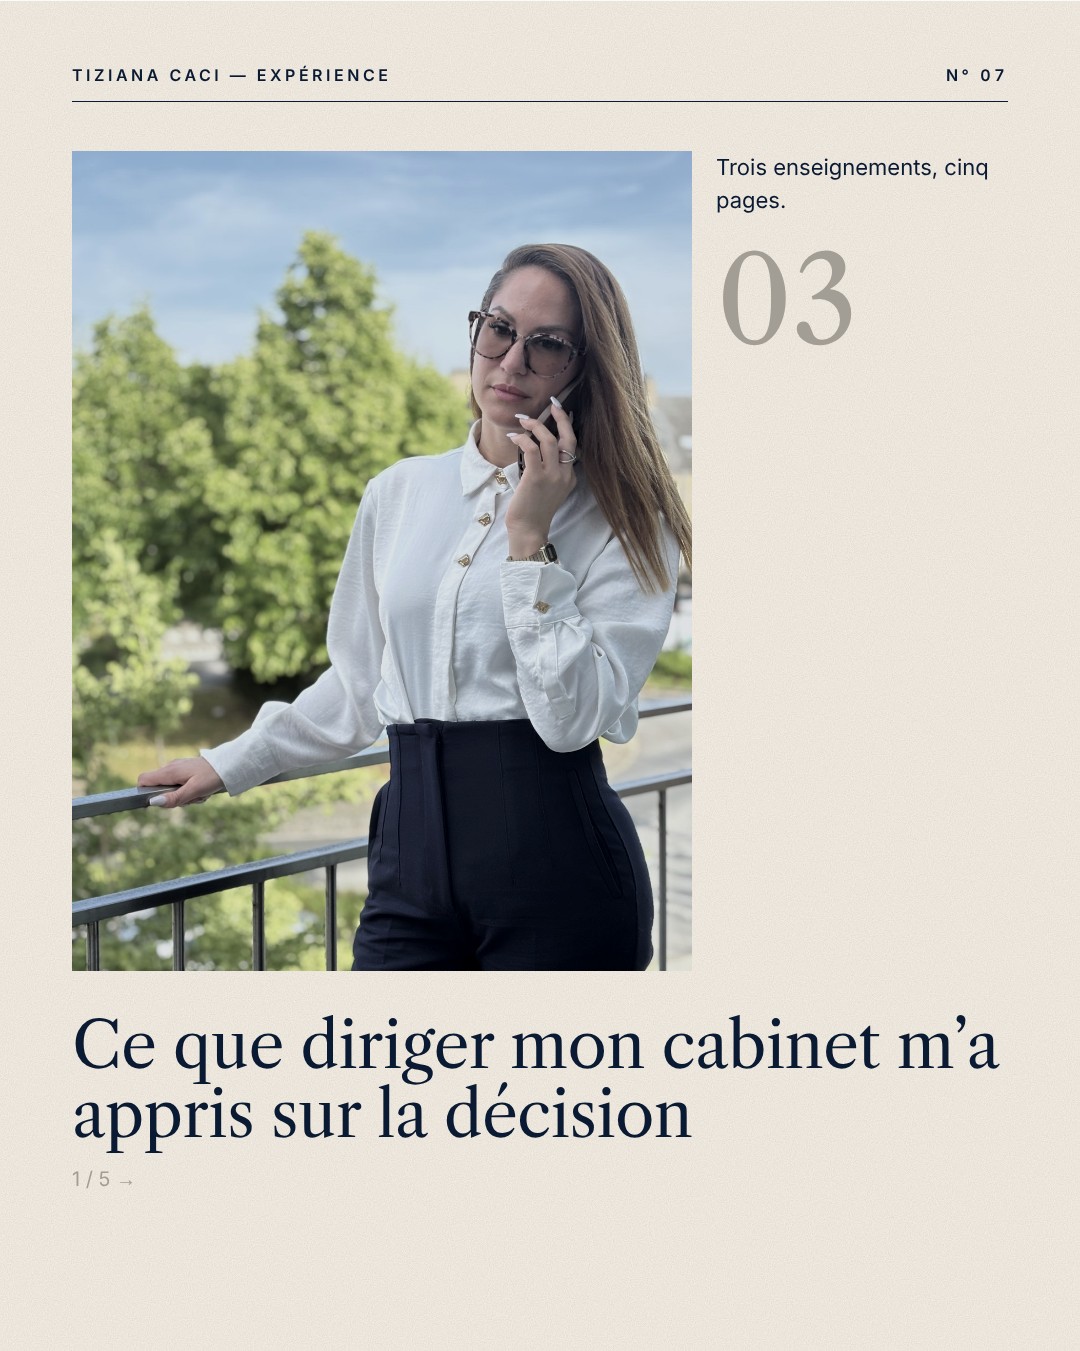 TIZIANA CACI — EXPÉRIENCE
N° 07
Trois enseignements, cinq
pages.
03
Ce que diriger mon cabinet m’a
appris sur la décision
1 / 5 →